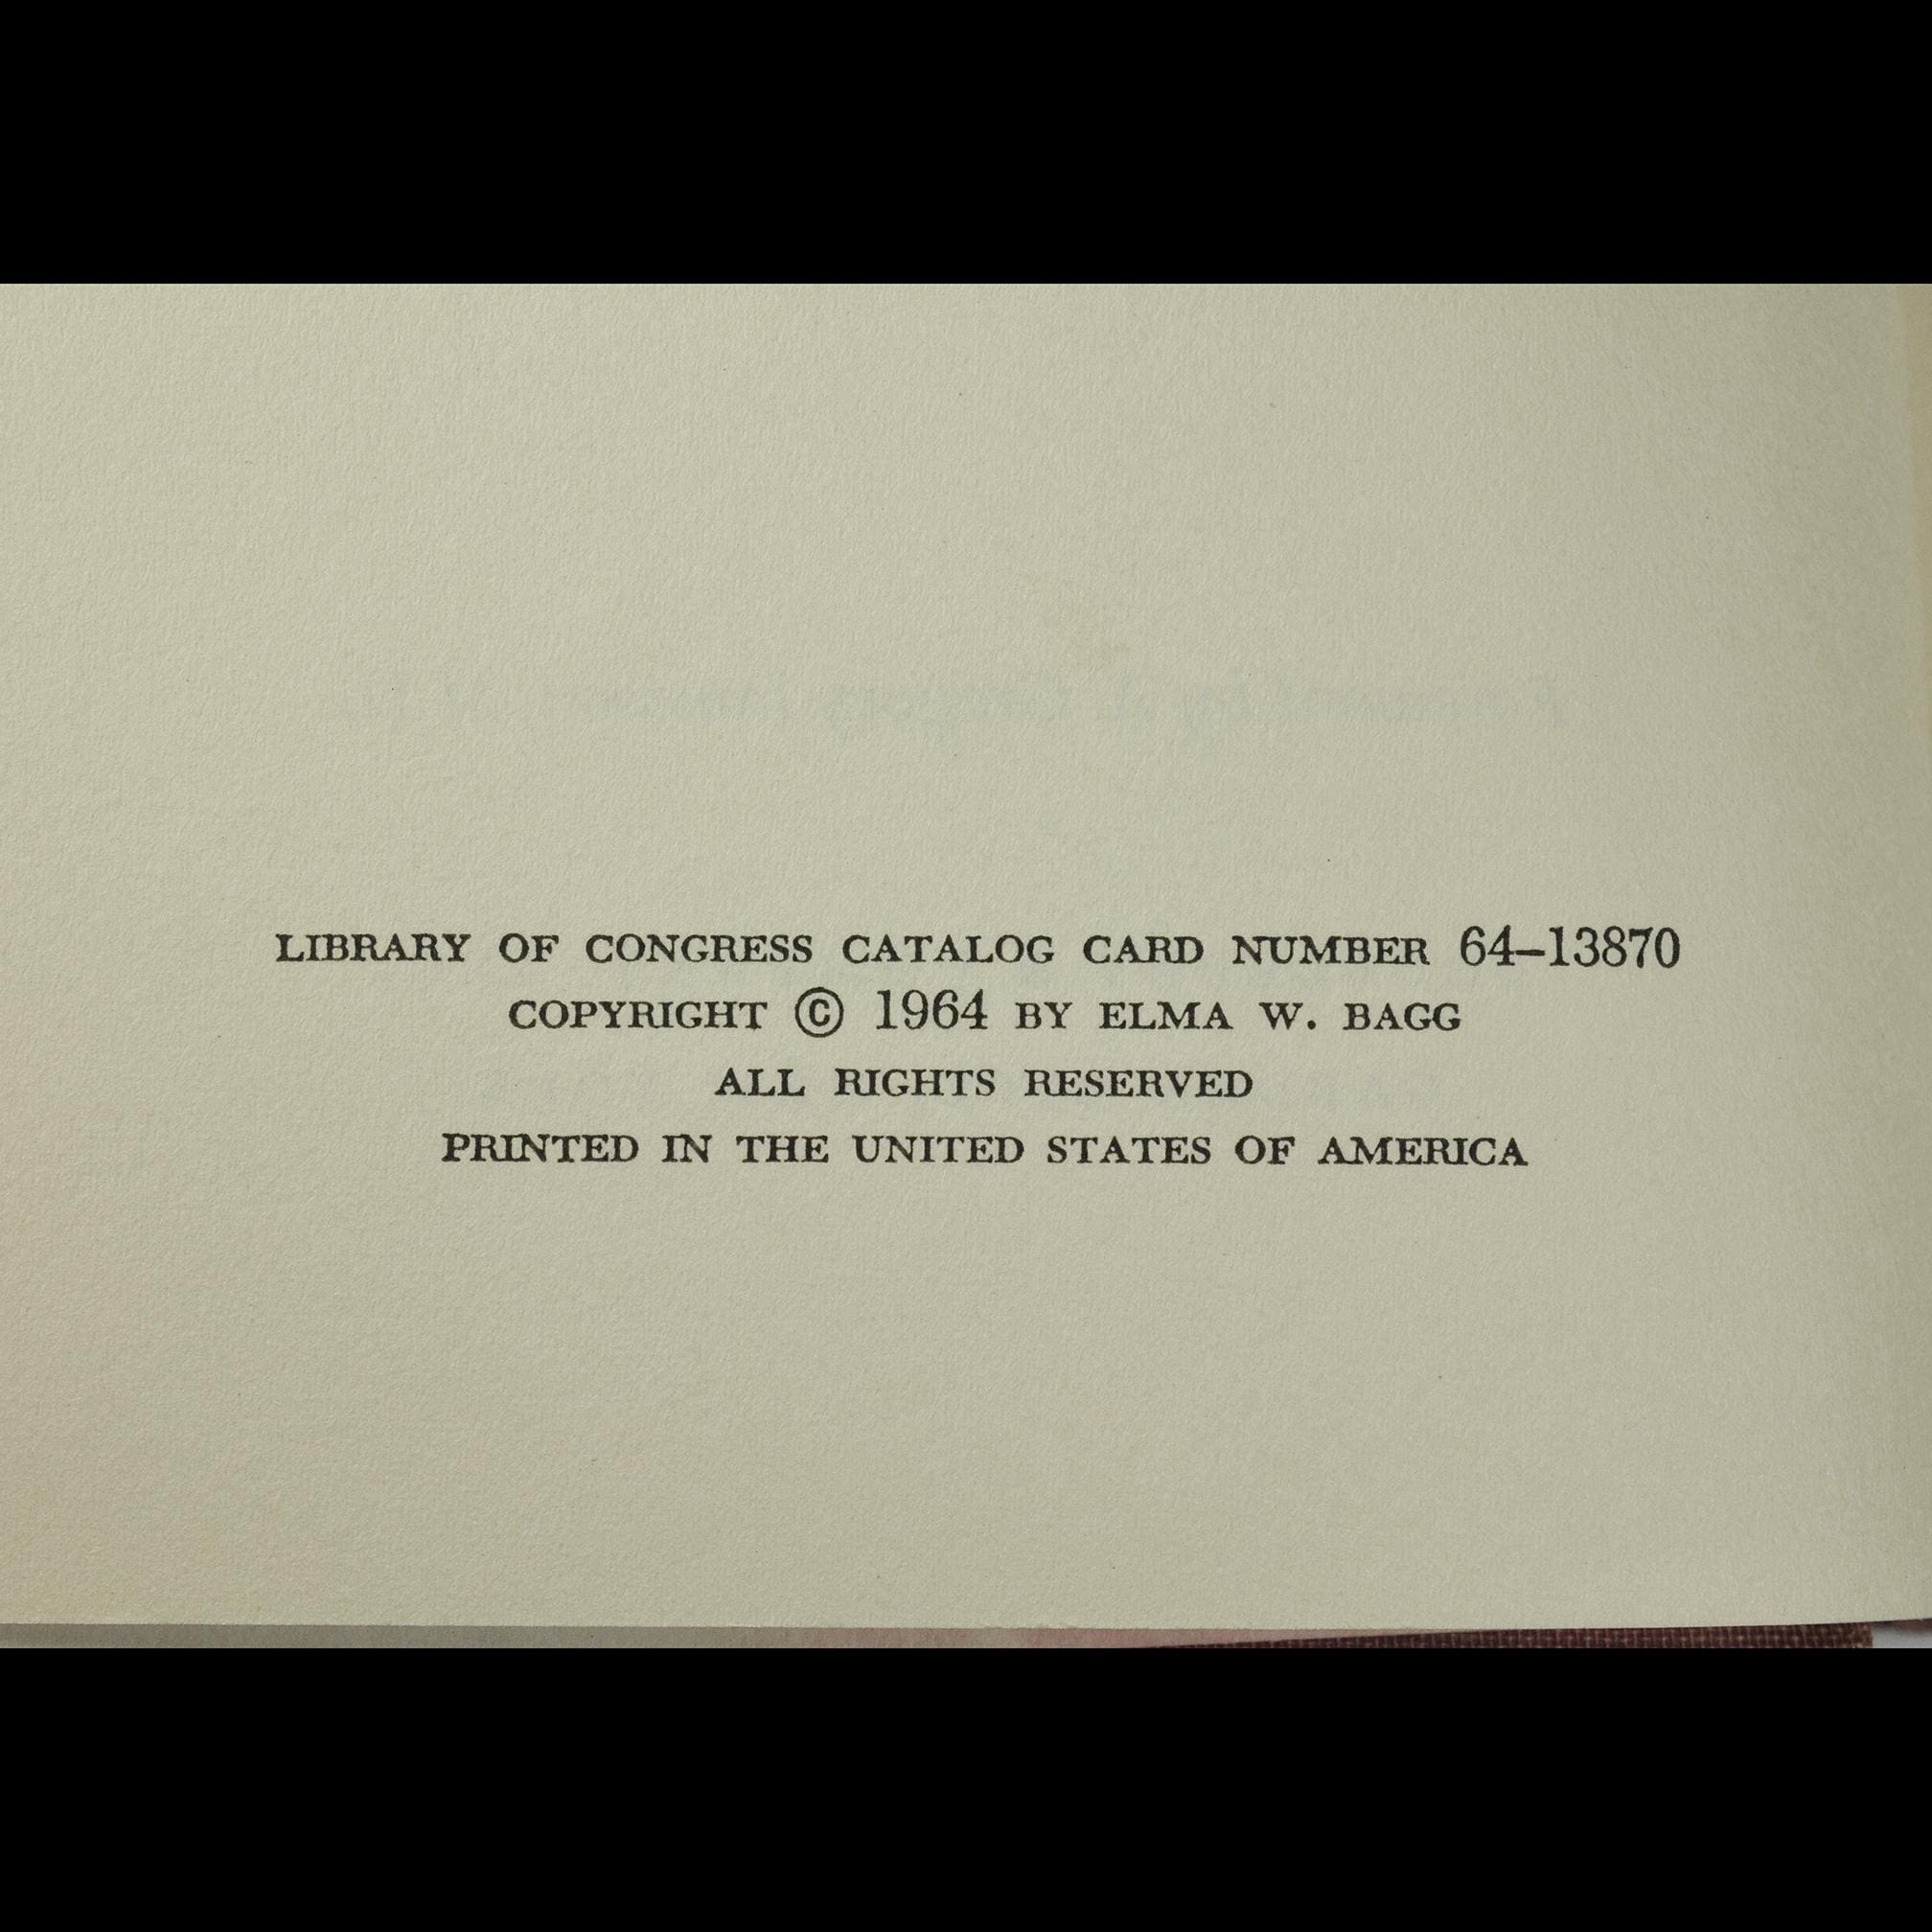 LIBRARY OF CONGRESS CATALOG CARD NUMBER 64–13870
COPYRIGHT © 1964 BY ELMA W. BAGG
ALL RIGHTS RESERVED
PRINTED IN THE UNITED STATES OF AMERICA